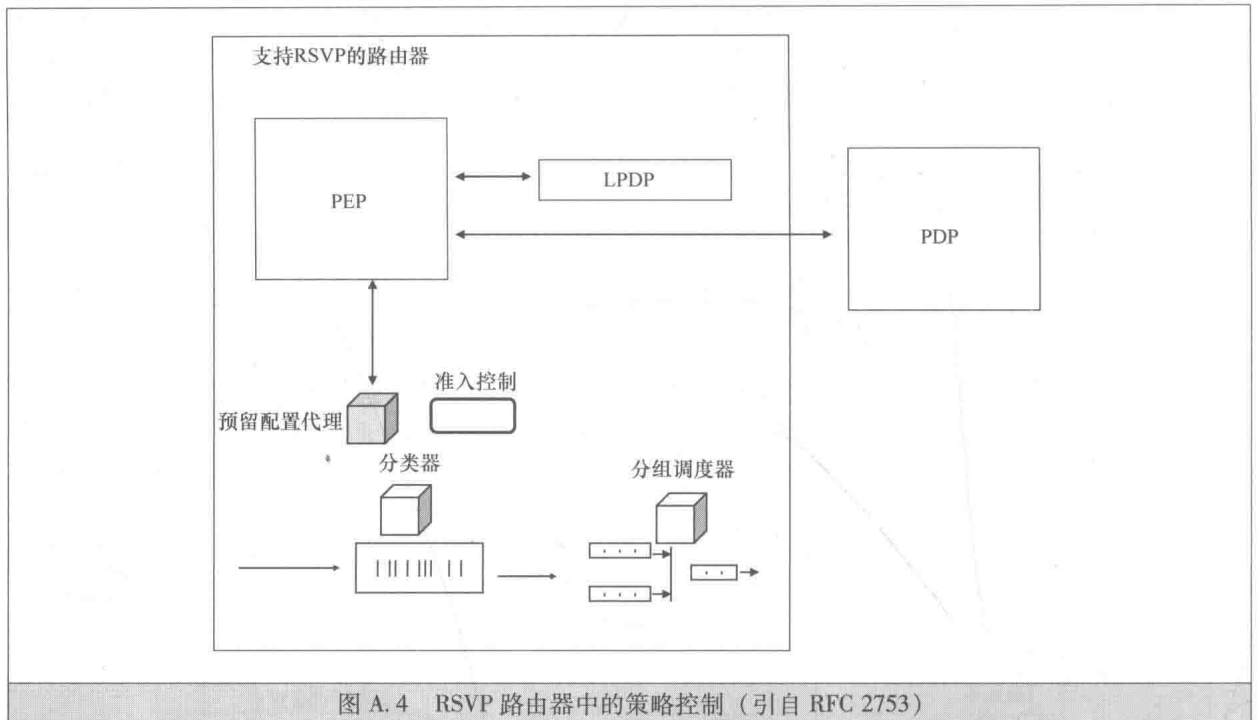 支持RSVP的路由器
PEP
LPDP
PDP
准入控制
预留配置代理
分类器
分组调度器
图 A.4 RSVP 路由器中的策略控制（引自 RFC 2753）